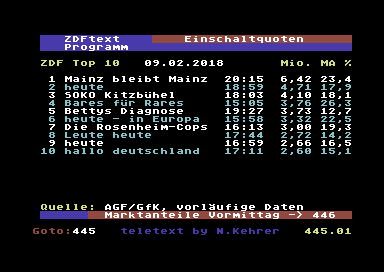 ZDFtext Einschaltquoten
Programm
ZDF Top 10 09.02.2018 Mio. MA %
1 Mainz bleibt Mainz 20:15 6,42 23,4
2 heute 18:59 4,71 17,9
3 SOKO Kitzbühel 18:03 4,10 18,1
4 Bares für Rares 15:05 3,76 26,3
5 Bettys Diagnose 19:27 3,73 12,7
6 heute - in Europa 15:58 3,32 22,5
7 Die Rosenheim-Cops 16:13 3,00 19,3
8 Leute heute 17:44 2,72 14,2
9 heute 16:59 2,66 16,5
10 hallo deutschland 17:11 2,60 15,1
Quelle: AGF/GfK, vorläufige Daten
Marktanteile Vormittag -> 446
Goto:445 teletext by N.Kehrer 445.01